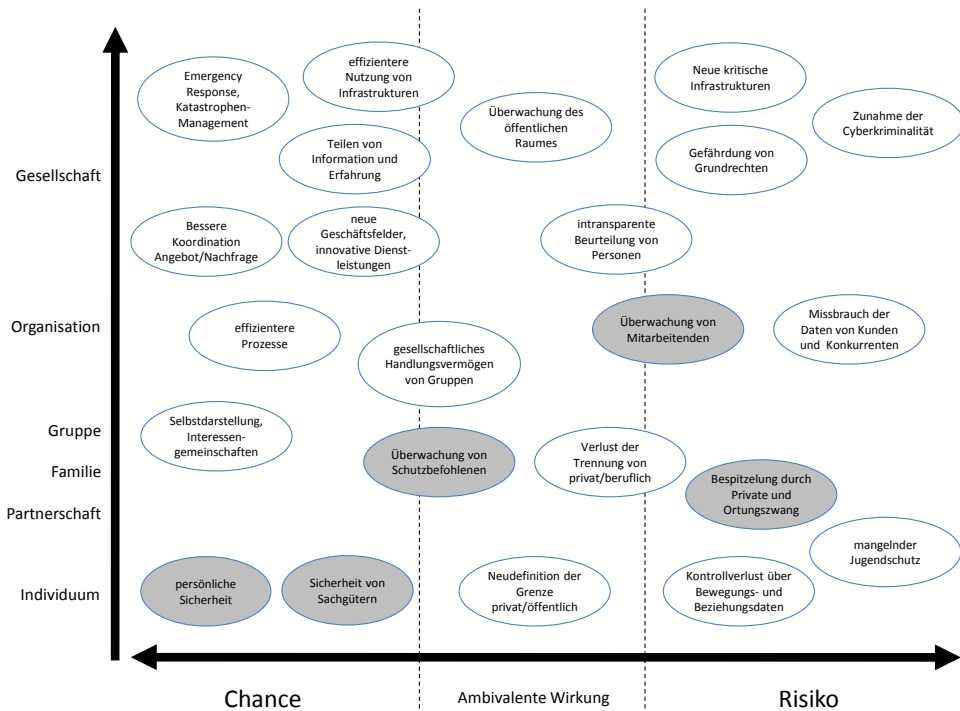 Emergency
Response,
Katastrophen-
Management
effizientere
Nutzung von
Infrastrukturen
Neue kritische
Infrastrukturen
Überwachung des
öffentlichen
Raumes
Zunahme der
Cyberkriminalität
Teilen von
Information und
Erfahrung
Gefährdung von
Grundrechten
Gesellschaft
Bessere
Koordination
Angebot/Nachfrage
neue
Geschäftsfelder,
innovative Dienst-
leistungen
intransparente
Beurteilung von
Personen
Organisation
effizientere
Prozesse
gesellschaftliches
Handlungsvermögen
von Gruppen
Überwachung von
Mitarbeitenden
Missbrauch der
Daten von Kunden
und Konkurrenten
Gruppe
Familie
Partnerschaft
Selbstdarstellung,
Interessen-
gemeinschaften
Überwachung von
Schutzbefohlenen
Verlust der
Trennung von
privat/beruflich
Bespitzelung durch
Private und
Ortungszwang
mangelnder
Jugendschutz
Individuum
persönliche
Sicherheit
Sicherheit von
Sachgütern
Neudefinition der
Grenze
privat/öffentlich
Kontrollverlust über
Bewegungs- und
Beziehungsdaten
Chance
Ambivalente Wirkung
Risiko